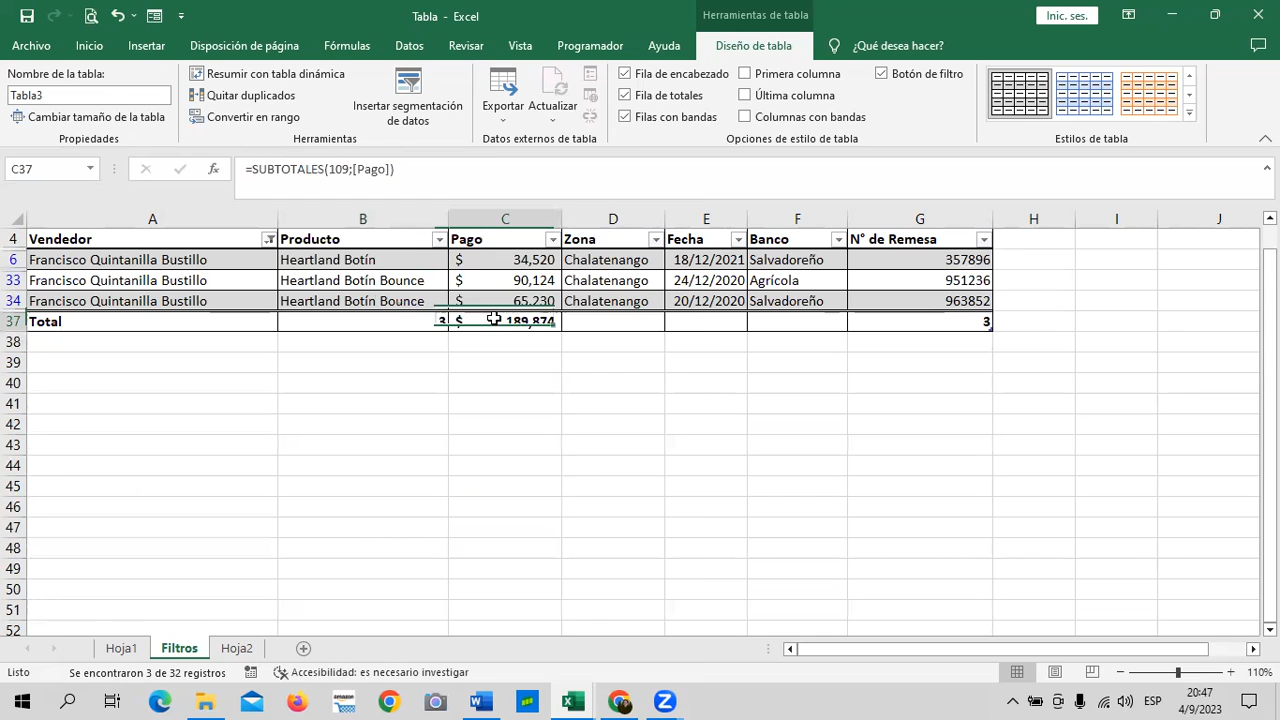 Tabla - Excel
Herramientas de tabla
Inic. ses.
Archivo Inicio Insertar Disposición de página Fórmulas Datos Revisar Vista Programador Ayuda Diseño de tabla ¿Qué desea hacer?
Nombre de la tabla:
Tabla3
Cambiar tamaño de la tabla
Propiedades
Resumir con tabla dinámica
Quitar duplicados
Convertir en rango
Insertar segmentación
de datos
Herramientas
Exportar Actualizar
Datos externos de tabla
Fila de encabezado Primera columna Botón de filtro
Fila de totales Última columna
Filas con bandas Columnas con bandas
Opciones de estilo de tabla
Estilos de tabla
C37 fx =SUBTOTALES(109;[Pago])
A B C D E F G H I J
4 Vendedor Producto Pago Zona Fecha Banco N° de Remesa
6 Francisco Quintanilla Bustillo Heartland Botín $ 34,520 Chalatenango 18/12/2021 Salvadoreño 357896
33 Francisco Quintanilla Bustillo Heartland Botín Bounce $ 90,124 Chalatenango 24/12/2020 Agrícola 951236
34 Francisco Quintanilla Bustillo Heartland Botín Bounce $ 65,230 Chalatenango 20/12/2020 Salvadoreño 963852
37 Total 3 $ 189,874 3
38
39
40
41
42
43
44
45
46
47
48
49
50
51
52
Hoja1 Filtros Hoja2
Listo Se encontraron 3 de 32 registros Accesibilidad: es necesario investigar 110%
amazon
ESP
20:47
4/9/2023